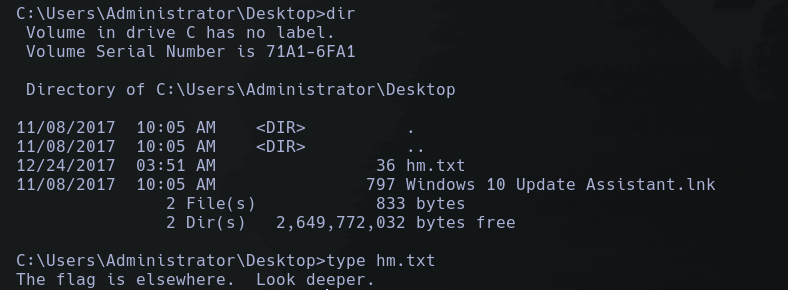 C:\Users\Administrator\Desktop>dir
 Volume in drive C has no label.
 Volume Serial Number is 71A1-6FA1
 Directory of C:\Users\Administrator\Desktop
11/08/2017  10:05 AM    <DIR>          .
11/08/2017  10:05 AM    <DIR>          ..
12/24/2017  03:51 AM                36 hm.txt
11/08/2017  10:05 AM               797 Windows 10 Update Assistant.lnk
               2 File(s)            833 bytes
               2 Dir(s)   2,649,772,032 bytes free
C:\Users\Administrator\Desktop>type hm.txt
The flag is elsewhere.  Look deeper.